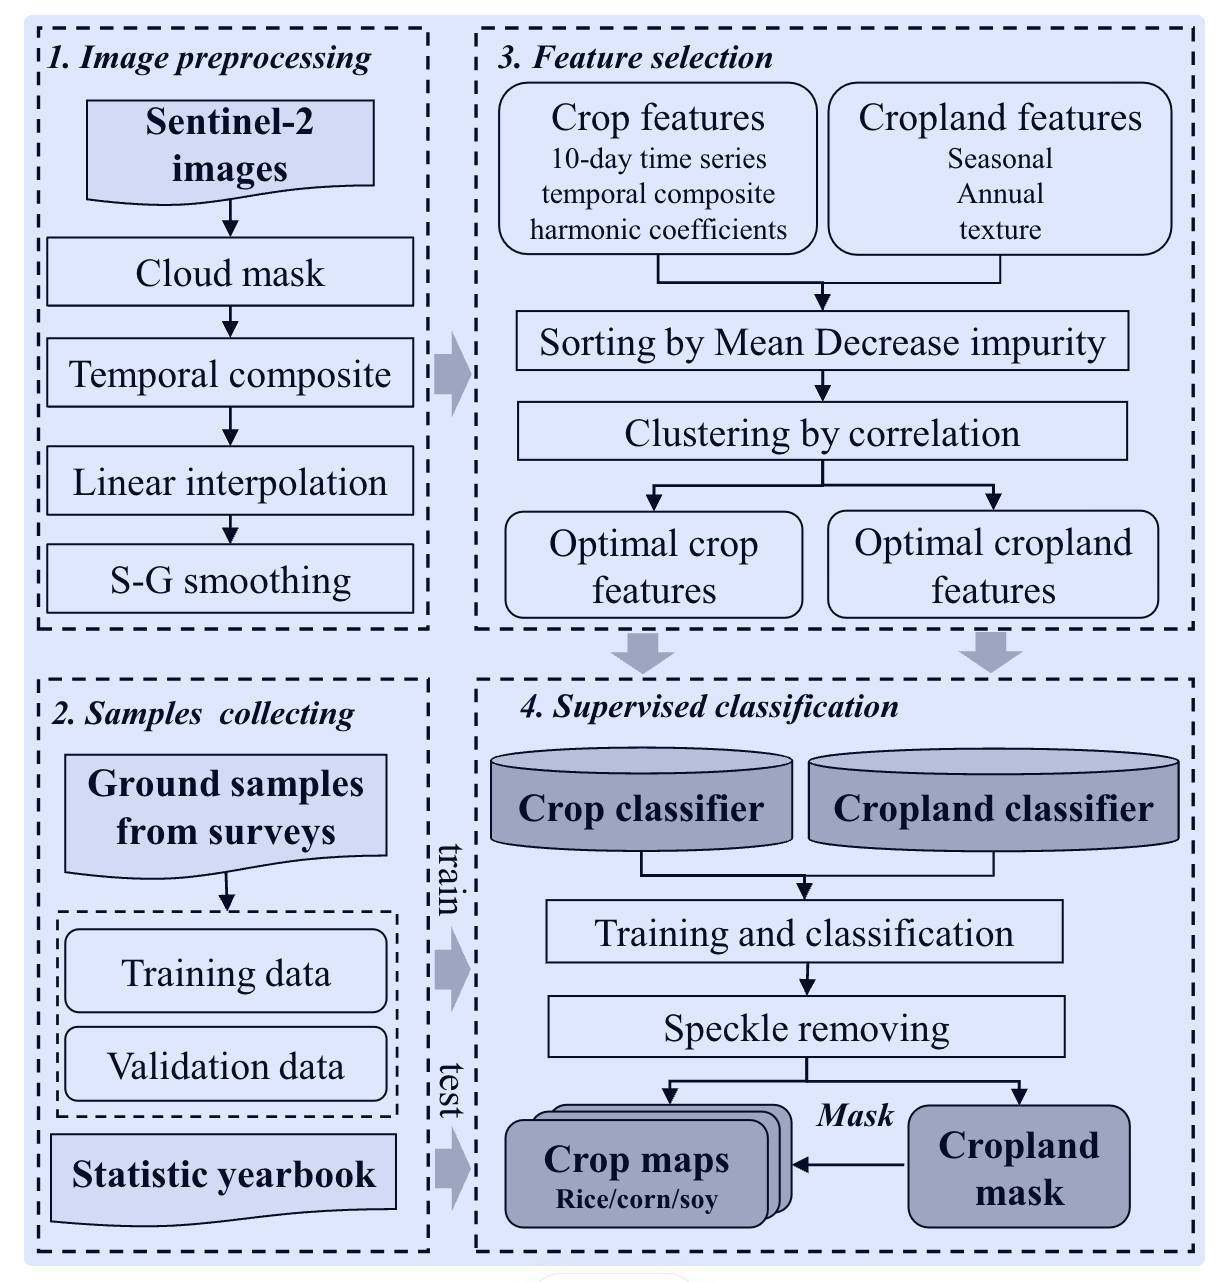 1. Image preprocessing
Sentinel-2
images
Cloud mask
Temporal composite
Linear interpolation
S-G smoothing
3. Feature selection
Crop features
10-day time series
temporal composite
harmonic coefficients
Cropland features
Seasonal
Annual
texture
Sorting by Mean Decrease impurity
Clustering by correlation
Optimal crop
features
Optimal cropland
features
2. Samples collecting
Ground samples
from surveys
Training data
Validation data
Statistic yearbook
train
test
4. Supervised classification
Crop classifier
Cropland classifier
Training and classification
Speckle removing
Crop maps
Rice/corn/soy
Mask
Cropland
mask